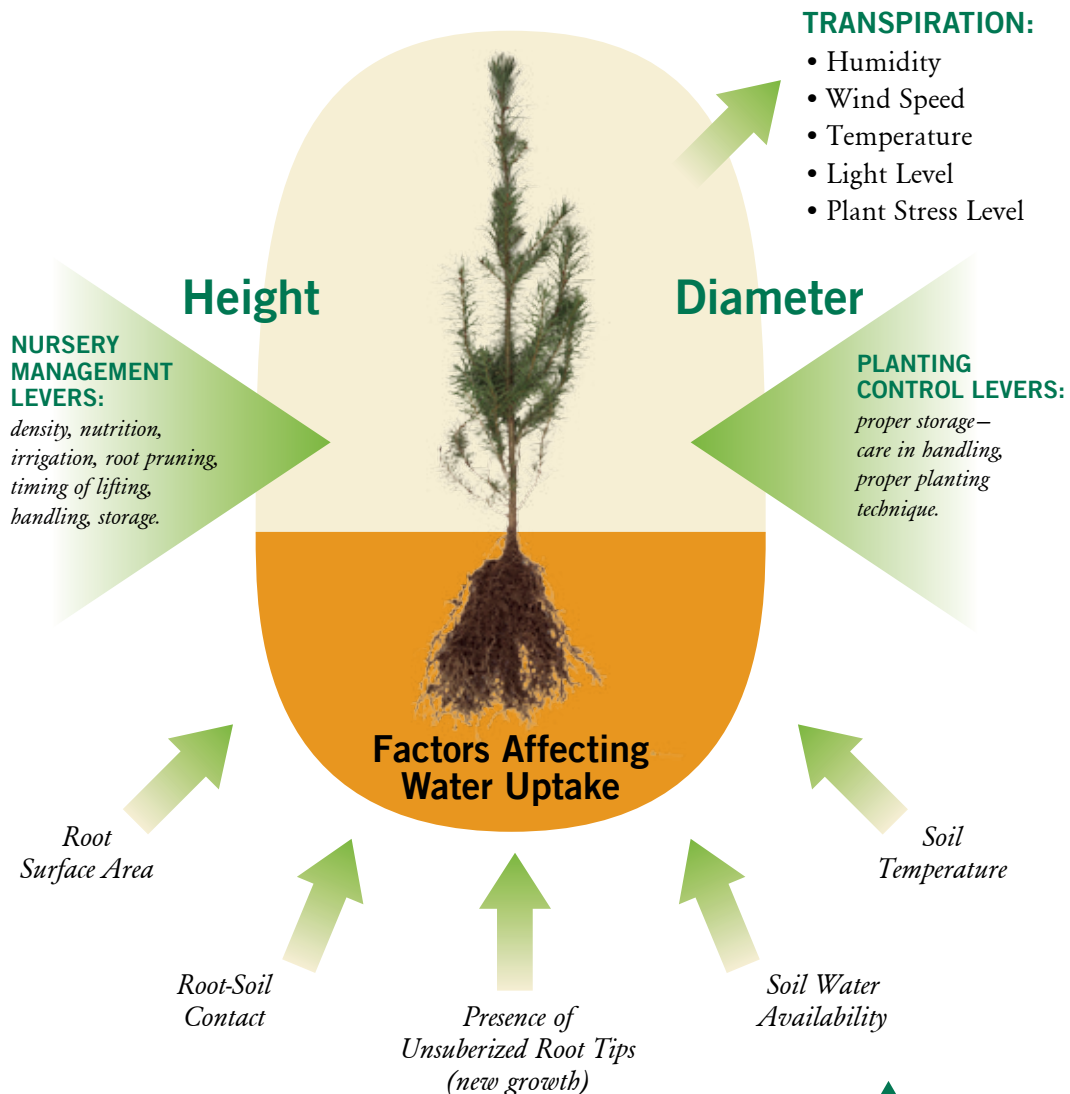 TRANSPIRATION:
• Humidity
• Wind Speed
• Temperature
• Light Level
• Plant Stress Level
Height
Diameter
NURSERY
MANAGEMENT
LEVERS:
density, nutrition,
irrigation, root pruning,
timing of lifting,
handling, storage.
PLANTING
CONTROL LEVERS:
proper storage–
care in handling,
proper planting
technique.
Factors Affecting
Water Uptake
Root
Surface Area
Root-Soil
Contact
Presence of
Unsuberized Root Tips
(new growth)
Soil Water
Availability
Soil
Temperature